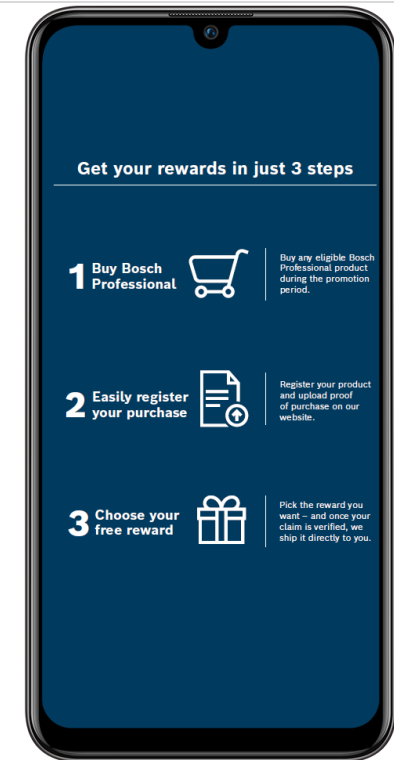 Get your rewards in just 3 steps
1 Buy Bosch
Professional
Buy any eligible Bosch
Professional product
during the promotion
period.
2 Easily register
your purchase
Register your product
and upload proof
of purchase on our
website.
3 Choose your
free reward
Pick the reward you
want – and once your
claim is verified, we
ship it directly to you.